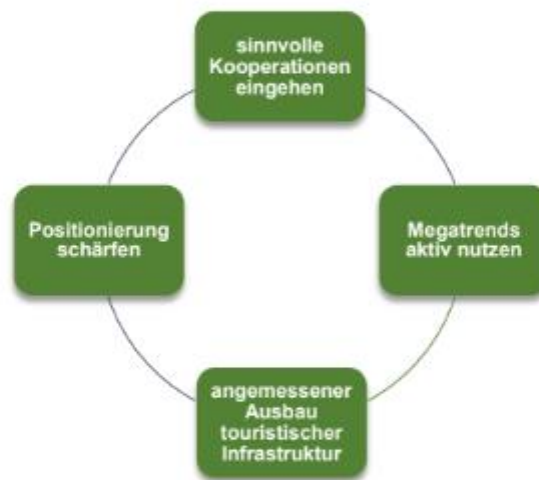 sinnvolle
Kooperationen
eingehen
Positionierung
schärfen
Megatrends
aktiv nutzen
angemessener
Ausbau
touristischer
Infrastruktur